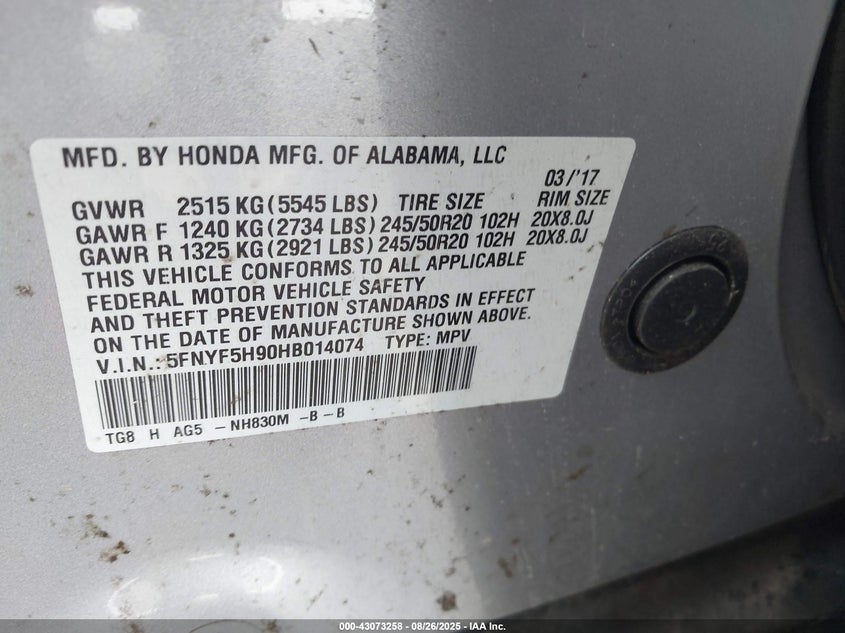 MFD. BY HONDA MFG. OF ALABAMA, LLC
03/'17
GVWR 2515 KG (5545 LBS) TIRE SIZE RIM SIZE
GAWR F 1240 KG (2734 LBS) 245/50R20 102H 20X8.0J
GAWR R 1325 KG (2921 LBS) 245/50R20 102H 20X8.0J
THIS VEHICLE CONFORMS TO ALL APPLICABLE
FEDERAL MOTOR VEHICLE SAFETY
AND THEFT PREVENTION STANDARDS IN EFFECT
ON THE DATE OF MANUFACTURE SHOWN ABOVE.
V.I.N.: 5FNYF5H90HB014074 TYPE: MPV
TG8 H AG5 -NH830M -B-B
000-43073258 - 08/26/2025 - IAA Inc.